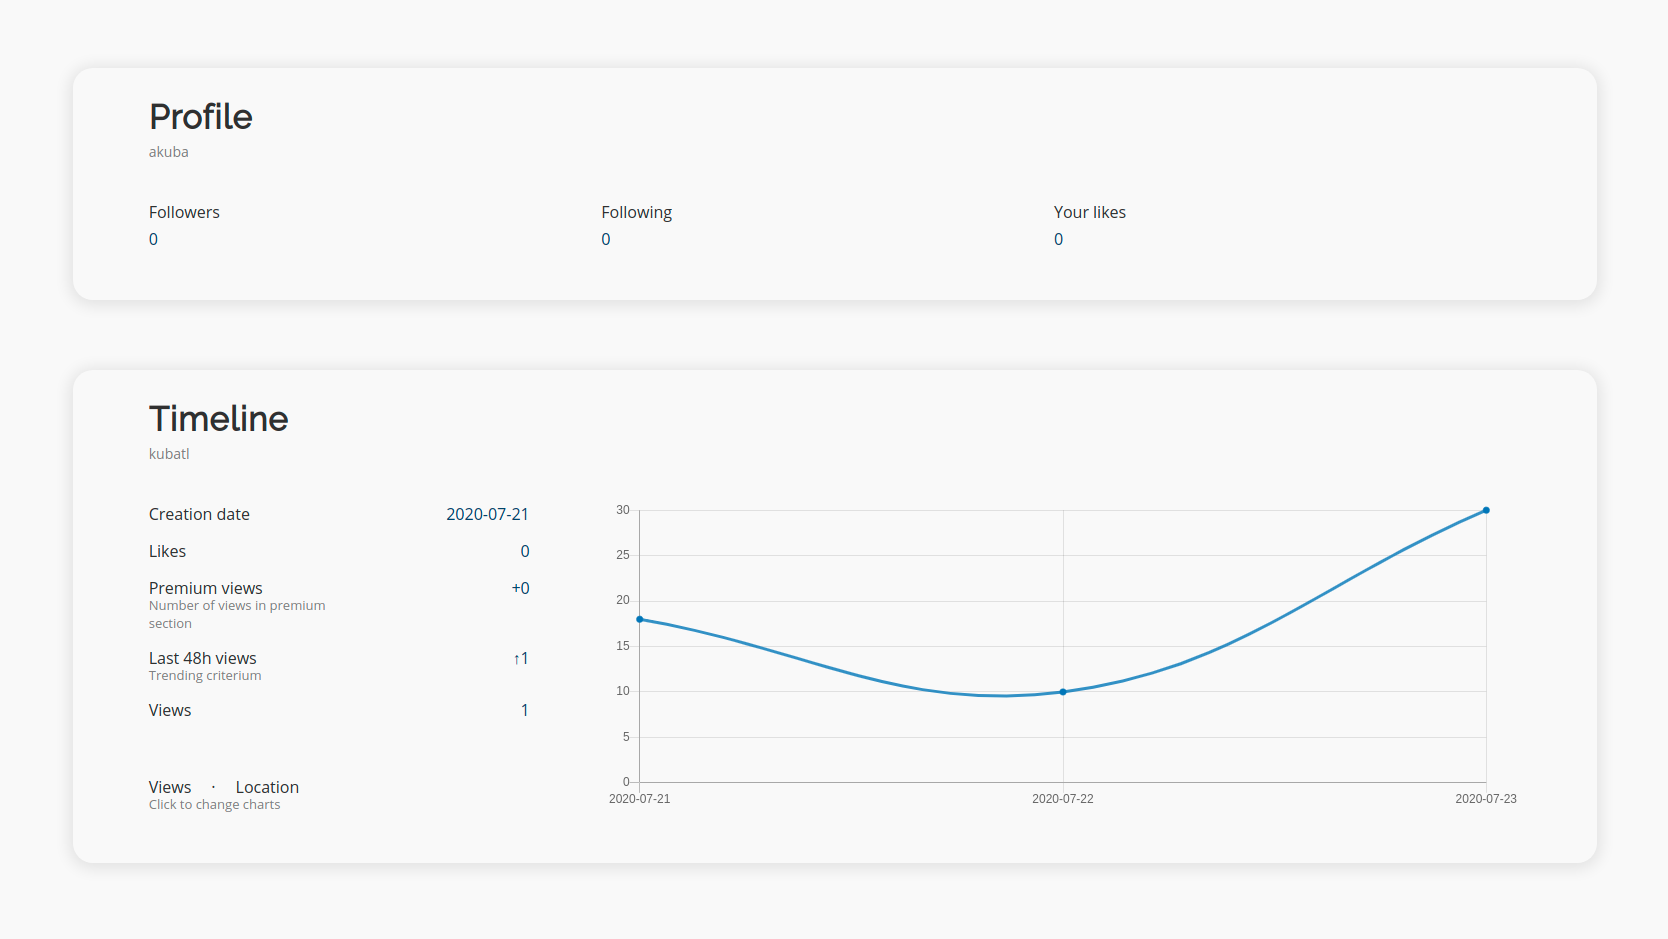 Profile
akuba
Followers
Following
Your likes
0
0
0
Timeline
kubatl
Creation date
2020-07-21
Likes
0
Premium views
+0
Number of views in premium
section
Last 48h views
↑1
Trending criterium
Views
1
Views · Location
Click to change charts
30
25
20
15
10
5
0
2020-07-21
2020-07-22
2020-07-23